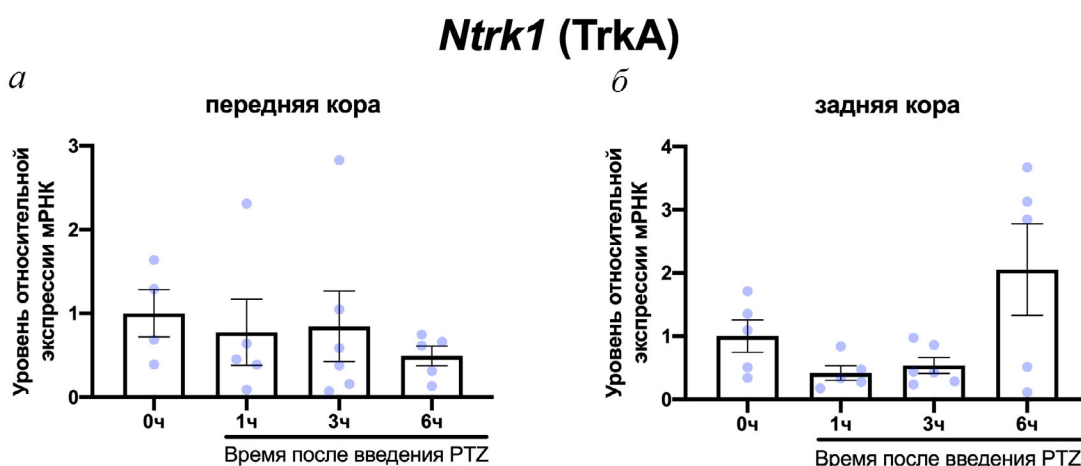 Ntrk1 (TrkA)
а
передняя кора
Уровень относительной
экспрессии мРНК
3
2
1
0
0ч 1ч 3ч 6ч
Время после введения PTZ
б
задняя кора
Уровень относительной
экспрессии мРНК
4
3
2
1
0
0ч 1ч 3ч 6ч
Время после введения PTZ